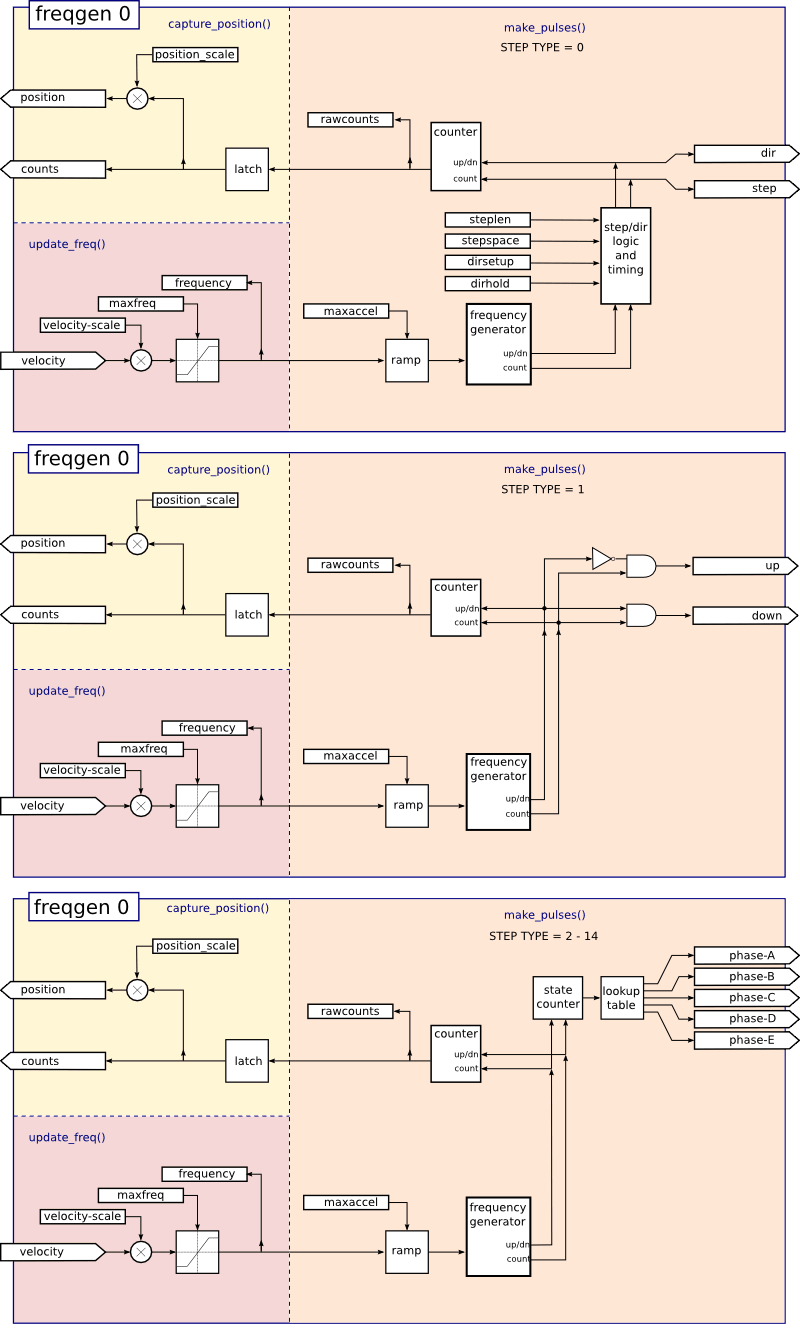 freqgen 0
capture_position()
make_pulses()
STEP TYPE = 0
position_scale
position
rawcounts
counter
up/dn
count
dir
step
counts
latch
steplen
stepspace
dirsetup
dirhold
step/dir
logic
and
timing
update_freq()
frequency
maxfreq
velocity-scale
velocity
maxaccel
ramp
frequency
generator
up/dn
count
freqgen 0
capture_position()
make_pulses()
STEP TYPE = 1
position_scale
position
rawcounts
counter
up/dn
count
up
down
counts
latch
update_freq()
frequency
maxfreq
velocity-scale
velocity
maxaccel
ramp
frequency
generator
up/dn
count
freqgen 0
capture_position()
make_pulses()
STEP TYPE = 2 - 14
position_scale
position
rawcounts
counter
up/dn
count
state
counter
lookup
table
phase-A
phase-B
phase-C
phase-D
phase-E
counts
latch
update_freq()
frequency
maxfreq
velocity-scale
velocity
maxaccel
ramp
frequency
generator
up/dn
count